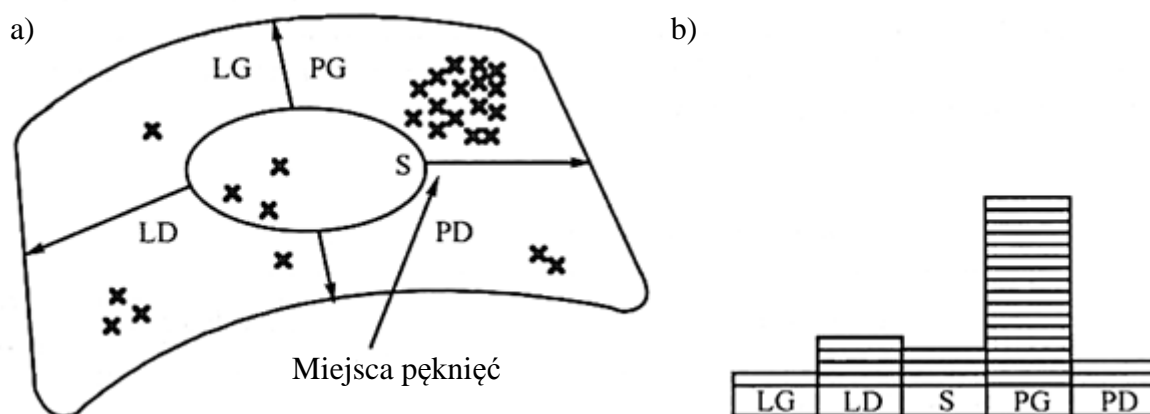 a)
b)
LG PG
S
LD PD
Miejsca pęknięć
LG LD S PG PD